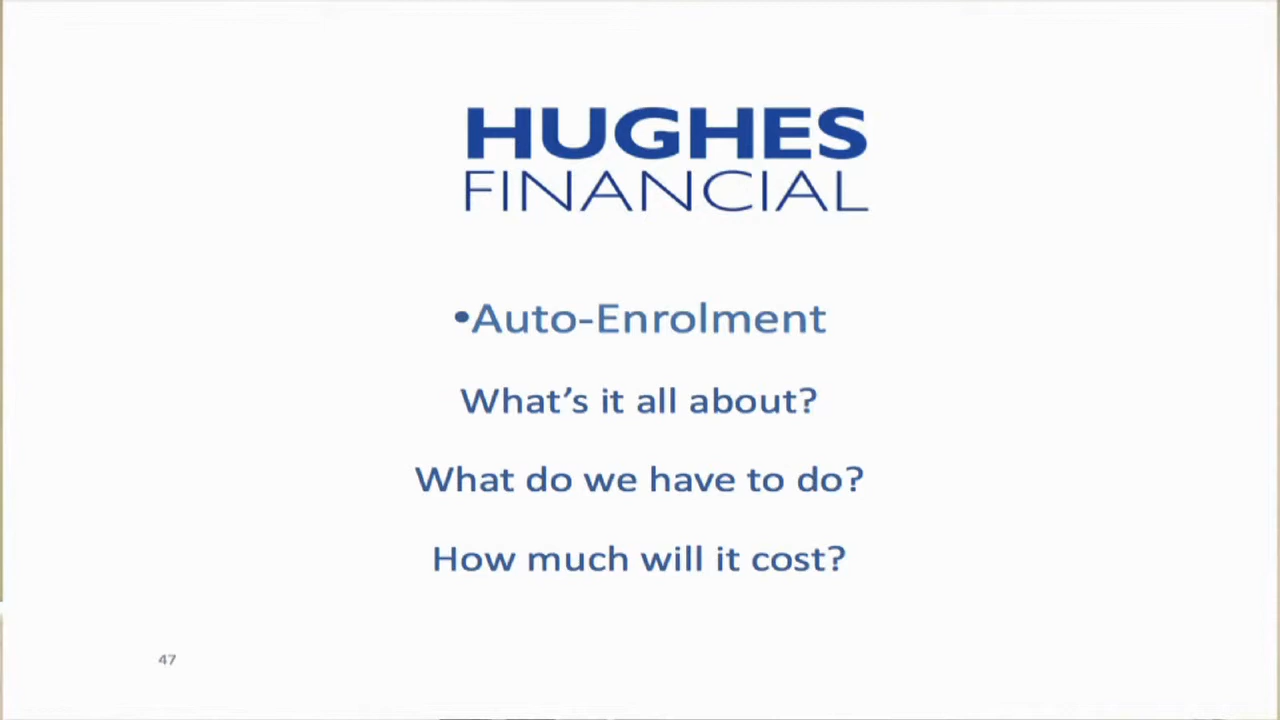 HUGHES
FINANCIAL
•Auto-Enrolment
What's it all about?
What do we have to do?
How much will it cost?
47